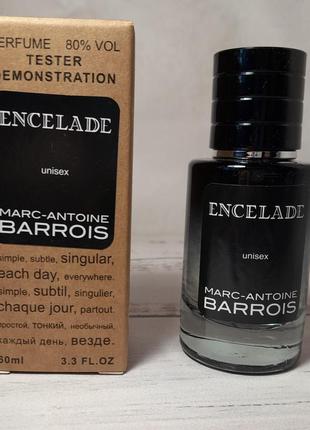 PERFUME 80% VOL
TESTER
DEMONSTRATION
ENCELADE
unisex
MARC-ANTOINE
BARROIS
simple, subtle, singular,
each day, everywhere.
simple, subtil, singulier,
chaque jour, partout.
простой, тонкий, необычный,
каждый день, везде.
60ml 3.3 FL.OZ
ENCELADE
unisex
MARC-ANTOINE
BARROIS